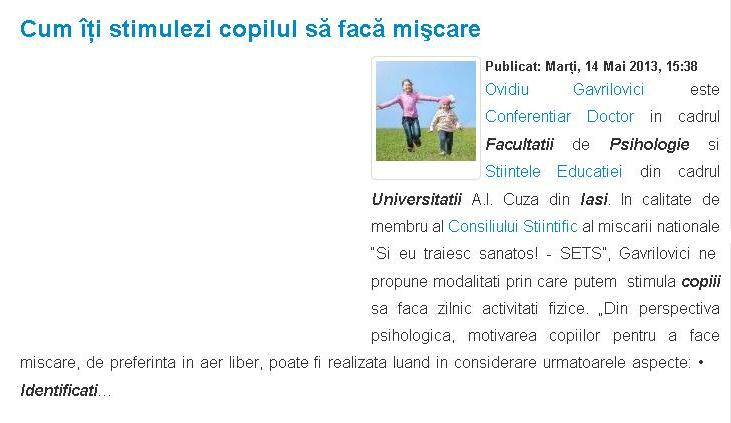 Cum îți stimulezi copilul să facă mişcare
Publicat: Marți, 14 Mai 2013, 15:38
Ovidiu Gavrilovici este
Conferentiar Doctor in cadrul
Facultatii de Psihologie si
Stiintele Educatiei din cadrul
Universitatii A.I. Cuza din Iasi. In calitate de
membru al Consiliului Stiintific al miscarii nationale
“Si eu traiesc sanatos! - SETS”, Gavrilovici ne
propune modalitati prin care putem stimula copiii
sa faca zilnic activitati fizice. „Din perspectiva
psihologica, motivarea copiilor pentru a face
miscare, de preferinta in aer liber, poate fi realizata luand in considerare urmatoarele aspecte: •
Identificati...